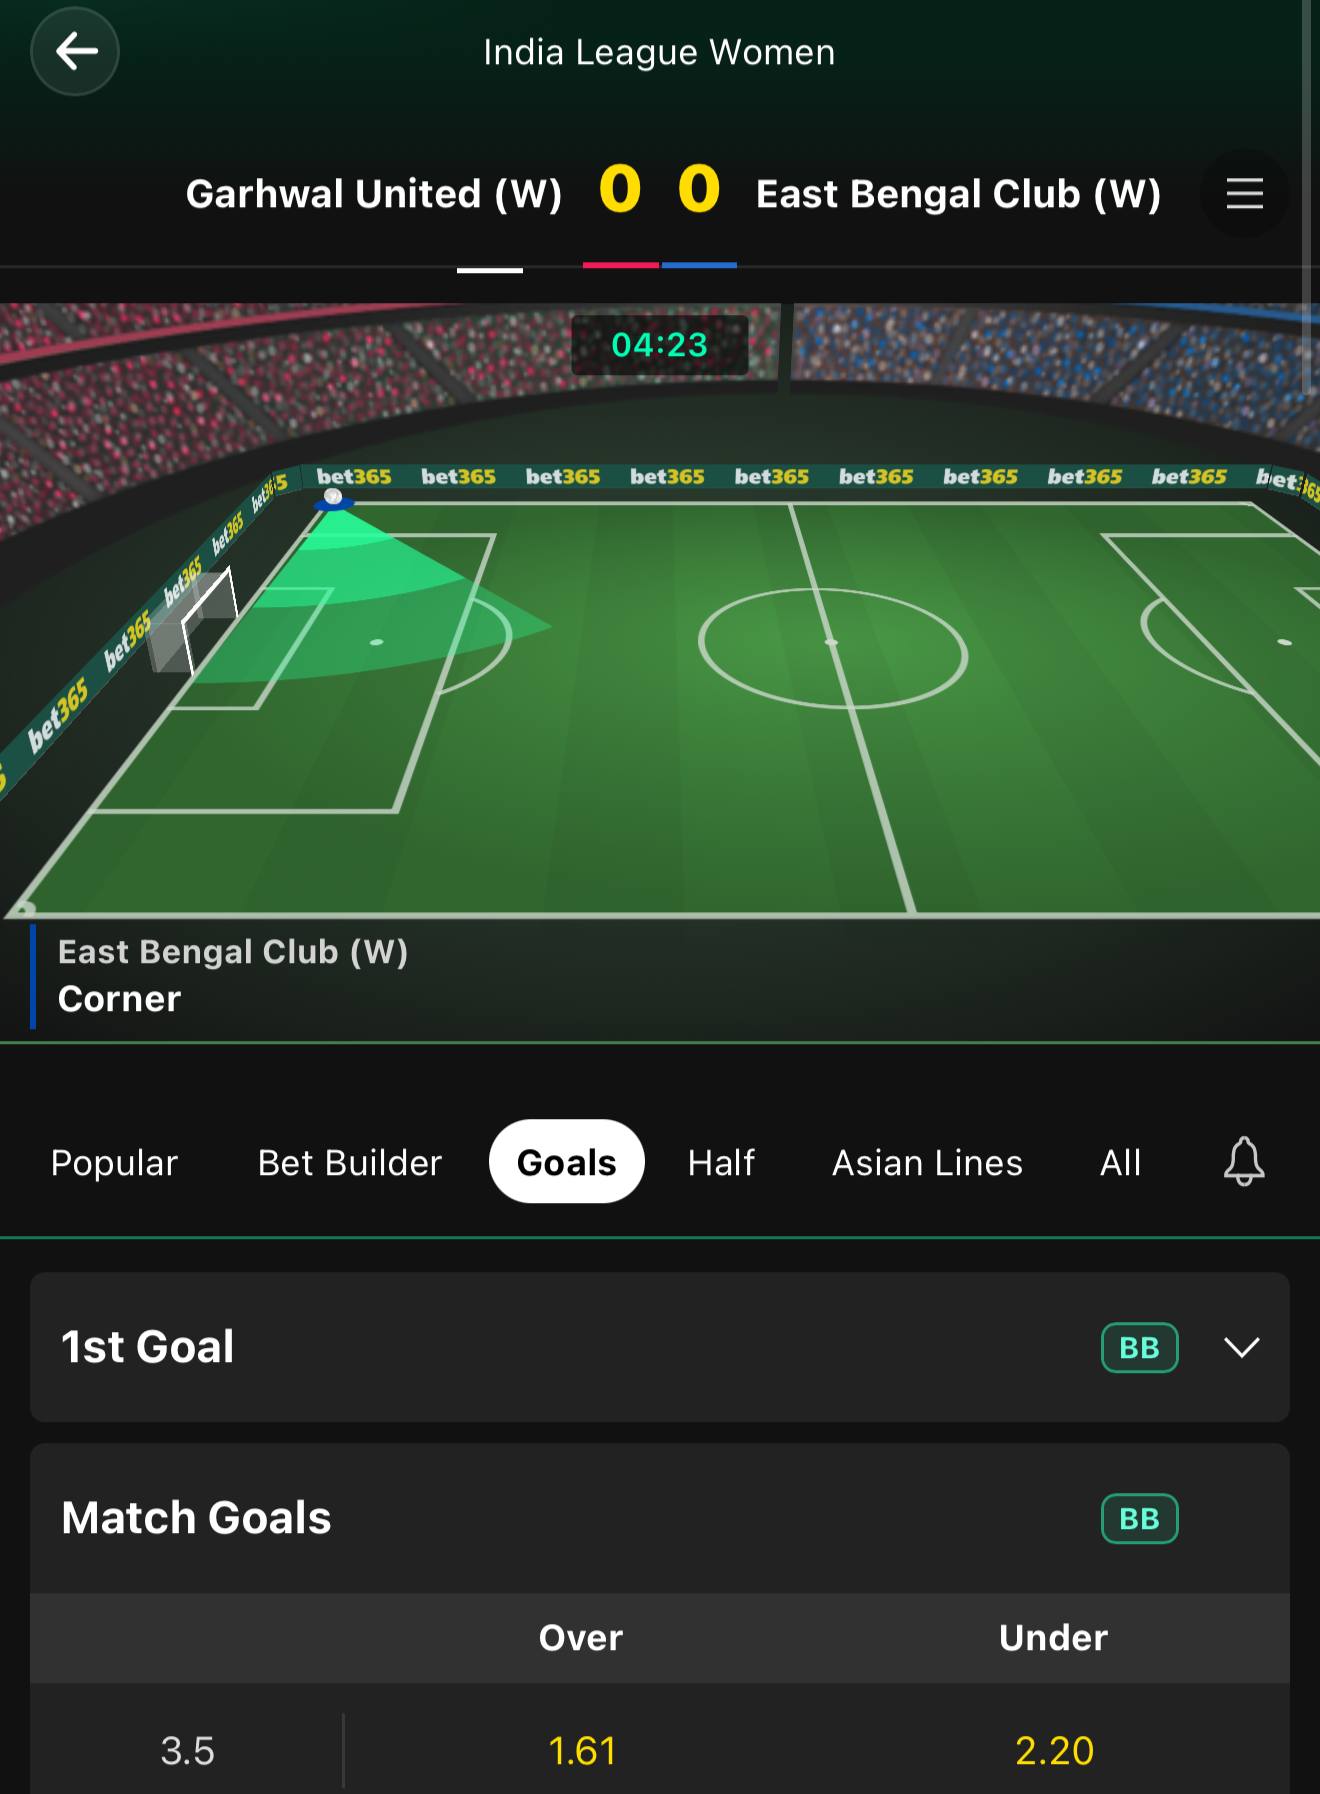 India League Women
Garhwal United (W) 0 0 East Bengal Club (W)
04:23
bet365 bet365 bet365 bet365 bet365 bet365 bet365 bet365 bet365 bet365
bet365
bet365
bet365
bet365
bet365
bet365
East Bengal Club (W)
Corner
Popular Bet Builder Goals Half Asian Lines All
1st Goal BB
Match Goals BB
Over Under
3.5 1.61 2.20